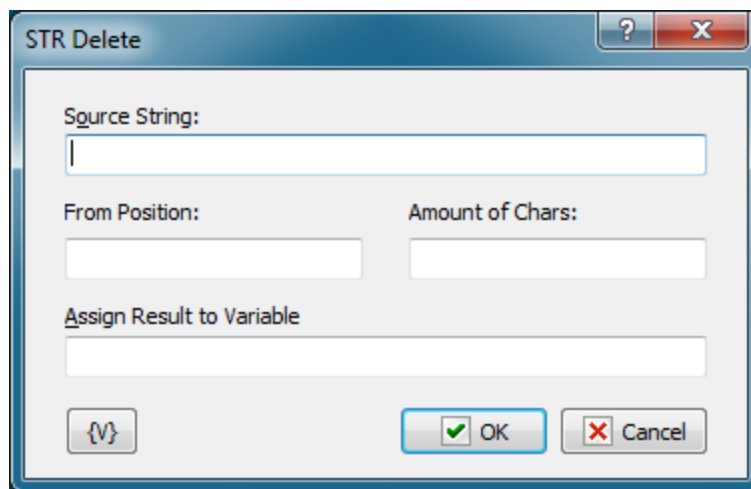 STR Delete
?
Source String:
From Position: Amount of Chars:
Assign Result to Variable
{V} OK Cancel